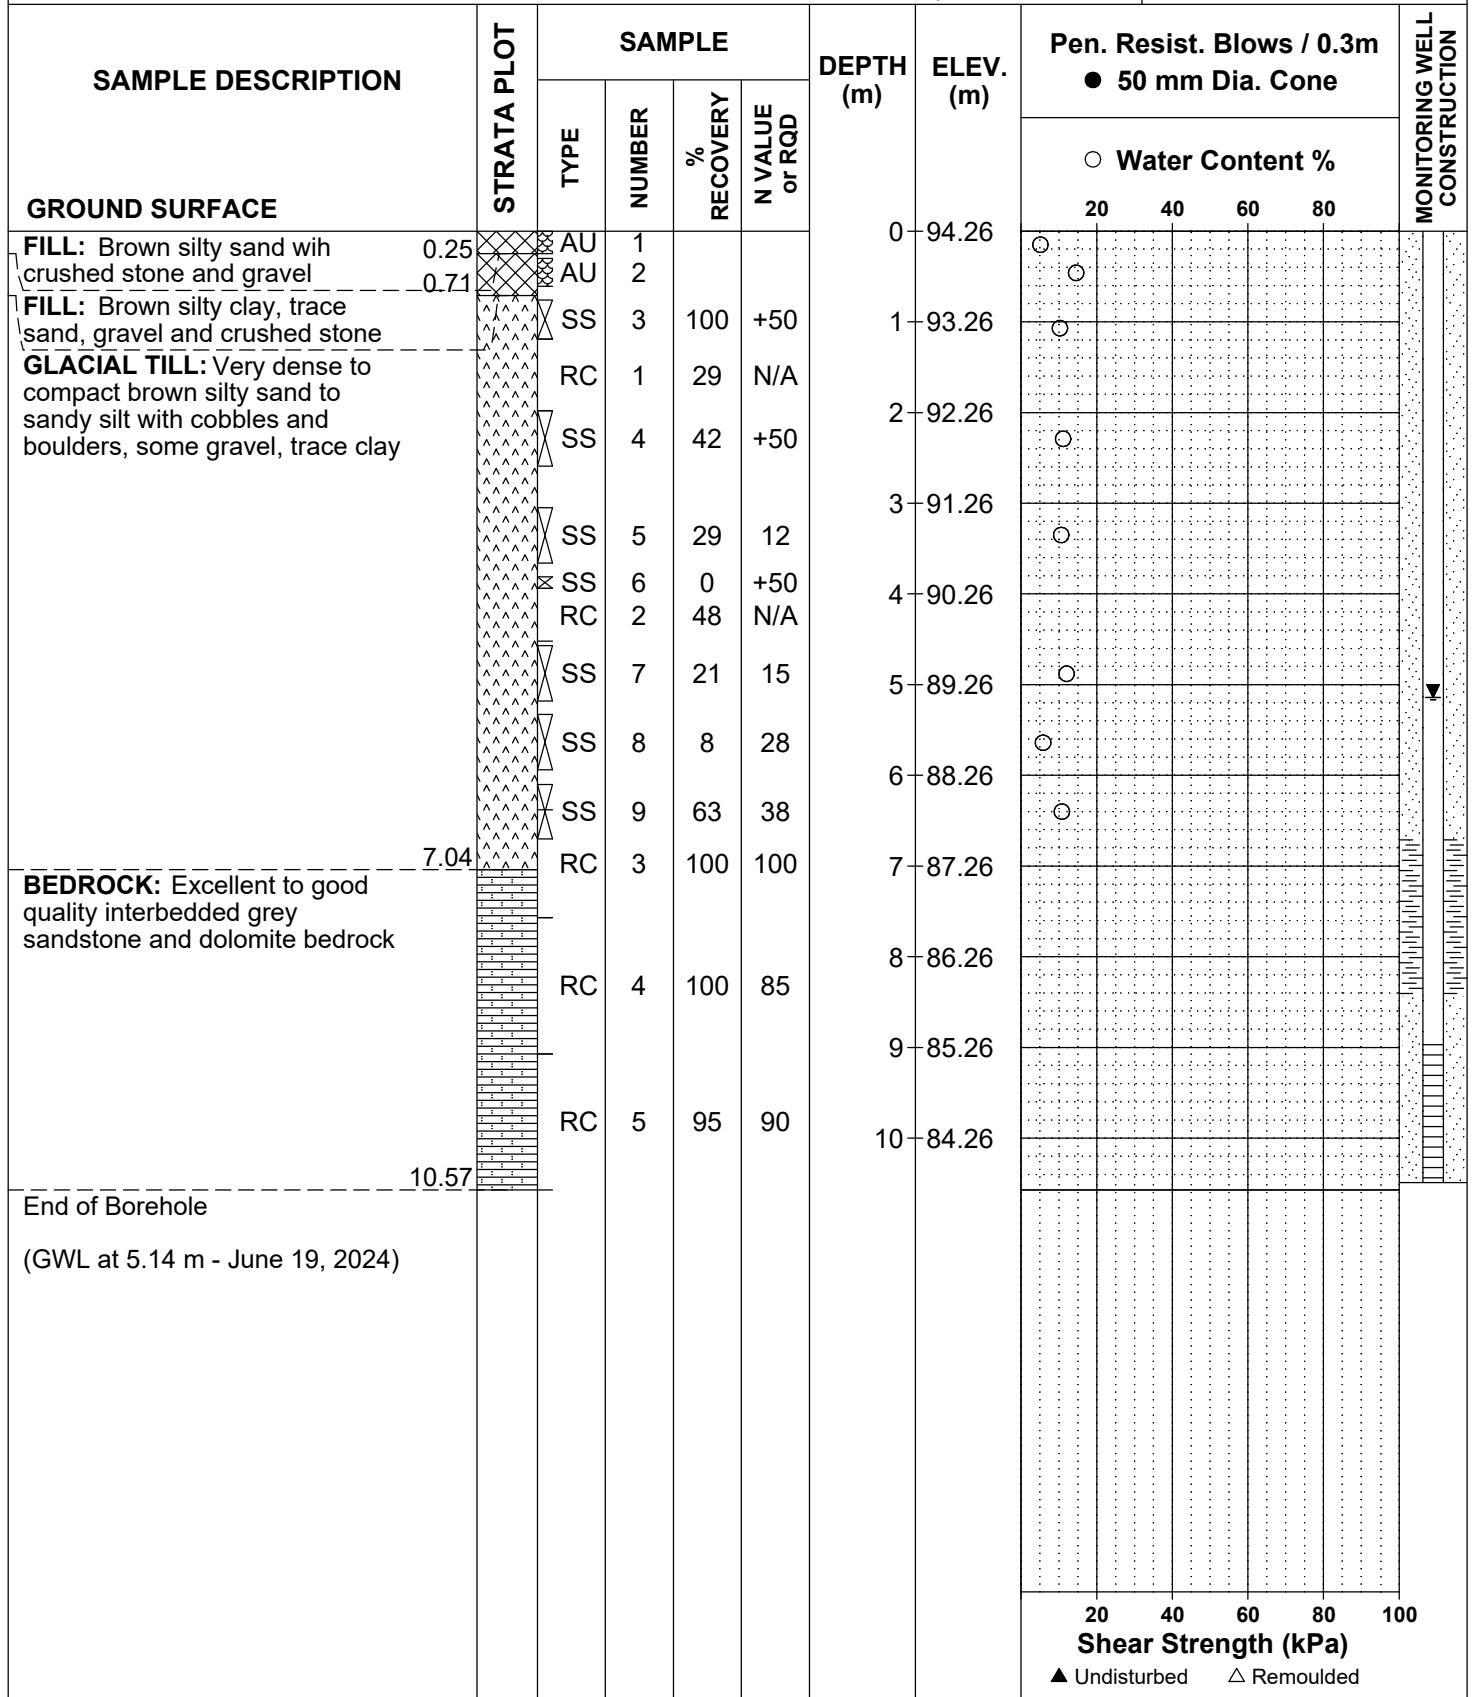 SAMPLE DESCRIPTION
GROUND SURFACE
STRATA PLOT
SAMPLE
TYPE
NUMBER
%
RECOVERY
N VALUE
or RQD
DEPTH
(m)
ELEV.
(m)
Pen. Resist. Blows / 0.3m
● 50 mm Dia. Cone
○ Water Content %
20 40 60 80
MONITORING WELL
CONSTRUCTION
FILL: Brown silty sand wih 0.25
crushed stone and gravel
0.71
FILL: Brown silty clay, trace
sand, gravel and crushed stone
GLACIAL TILL: Very dense to
compact brown silty sand to
sandy silt with cobbles and
boulders, some gravel, trace clay
7.04
BEDROCK: Excellent to good
quality interbedded grey
sandstone and dolomite bedrock
10.57
End of Borehole
(GWL at 5.14 m - June 19, 2024)
AU 1
AU 2
SS 3 100 +50
RC 1 29 N/A
SS 4 42 +50
SS 5 29 12
SS 6 0 +50
RC 2 48 N/A
SS 7 21 15
SS 8 8 28
SS 9 63 38
RC 3 100 100
RC 4 100 85
RC 5 95 90
0 94.26
1 93.26
2 92.26
3 91.26
4 90.26
5 89.26
6 88.26
7 87.26
8 86.26
9 85.26
10 84.26
20 40 60 80 100
Shear Strength (kPa)
▲ Undisturbed △ Remoulded